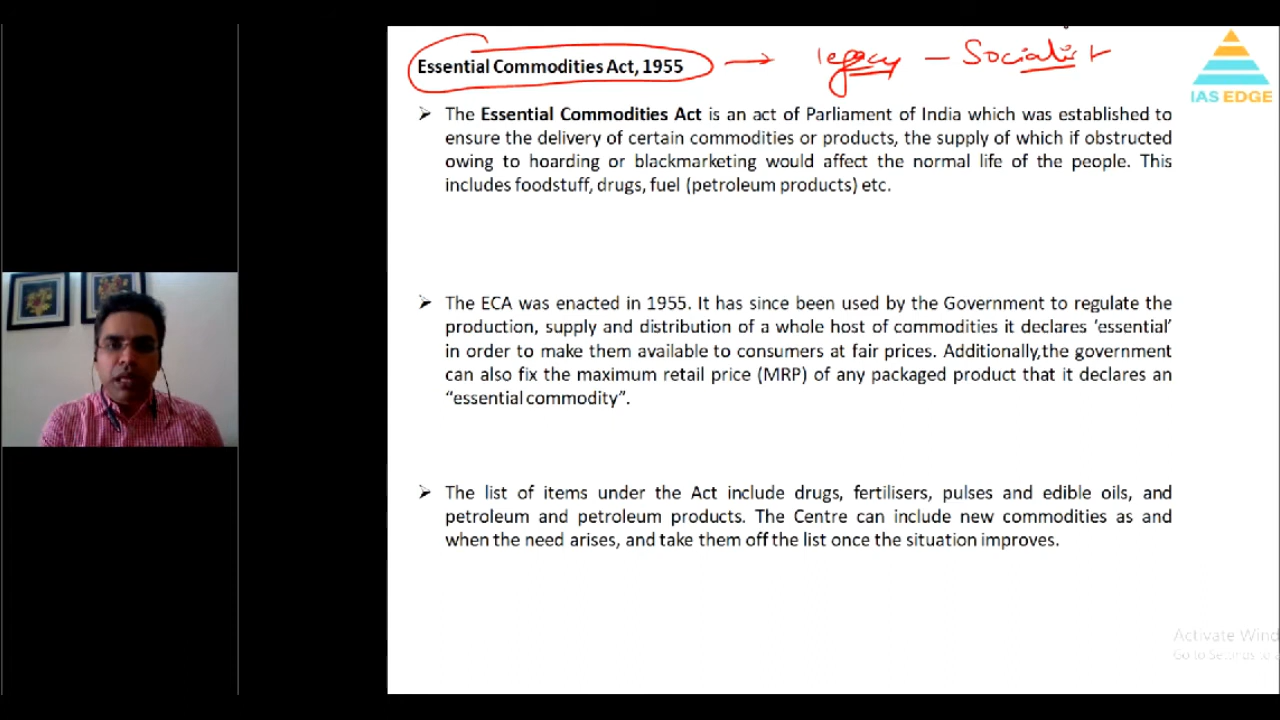 Essential Commodities Act, 1955 → legacy – Socialist
IAS EDGE
➢ The Essential Commodities Act is an act of Parliament of India which was established to
ensure the delivery of certain commodities or products, the supply of which if obstructed
owing to hoarding or blackmarketing would affect the normal life of the people. This
includes foodstuff, drugs, fuel (petroleum products) etc.
➢ The ECA was enacted in 1955. It has since been used by the Government to regulate the
production, supply and distribution of a whole host of commodities it declares ‘essential’
in order to make them available to consumers at fair prices. Additionally,the government
can also fix the maximum retail price (MRP) of any packaged product that it declares an
“essential commodity”.
➢ The list of items under the Act include drugs, fertilisers, pulses and edible oils, and
petroleum and petroleum products. The Centre can include new commodities as and
when the need arises, and take them off the list once the situation improves.
Activate Wind
Go to Settings to a